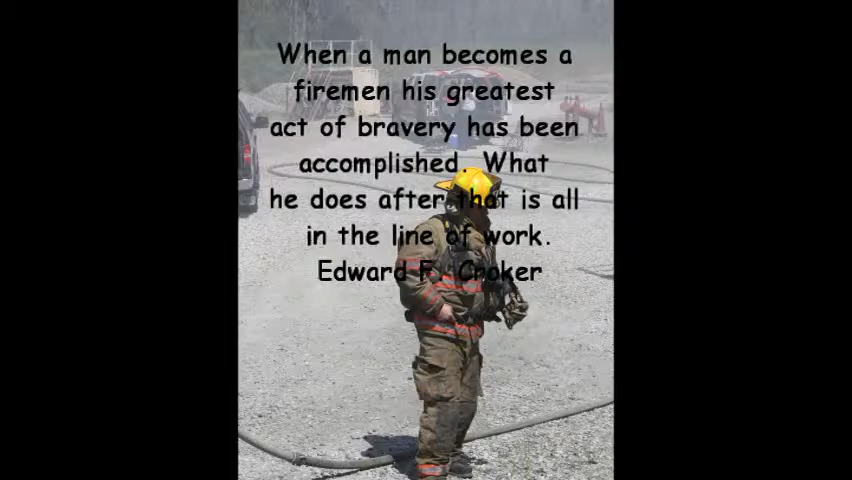 When a man becomes a
firemen his greatest
act of bravery has been
accomplished. What
he does after that is all
in the line of work.
Edward F. Croker